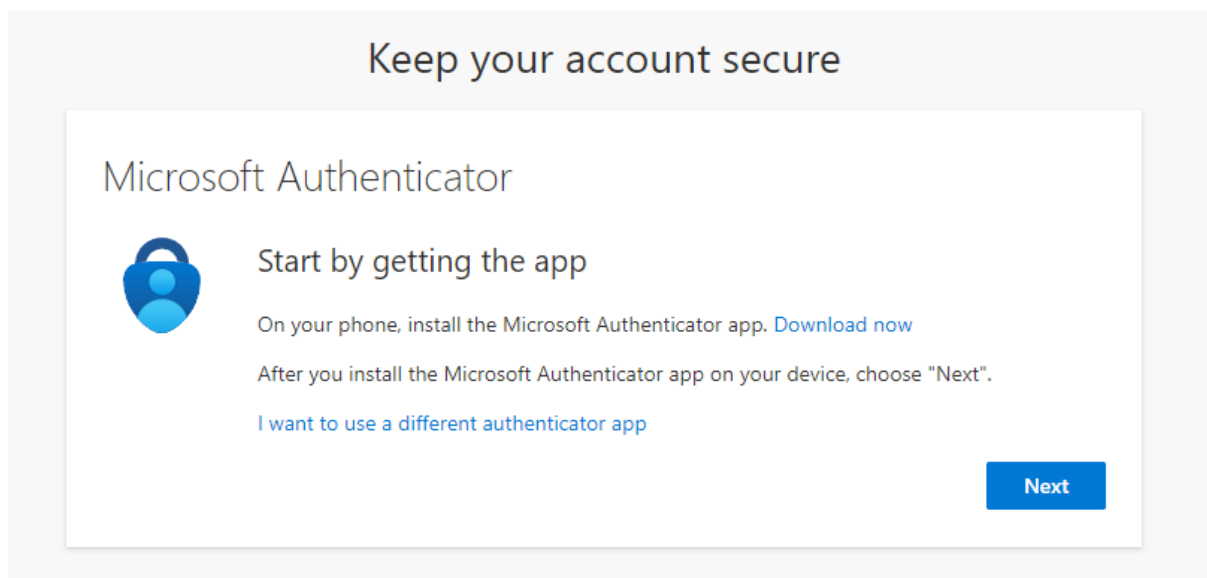 Keep your account secure
Microsoft Authenticator
Start by getting the app
On your phone, install the Microsoft Authenticator app. Download now
After you install the Microsoft Authenticator app on your device, choose "Next".
I want to use a different authenticator app
Next